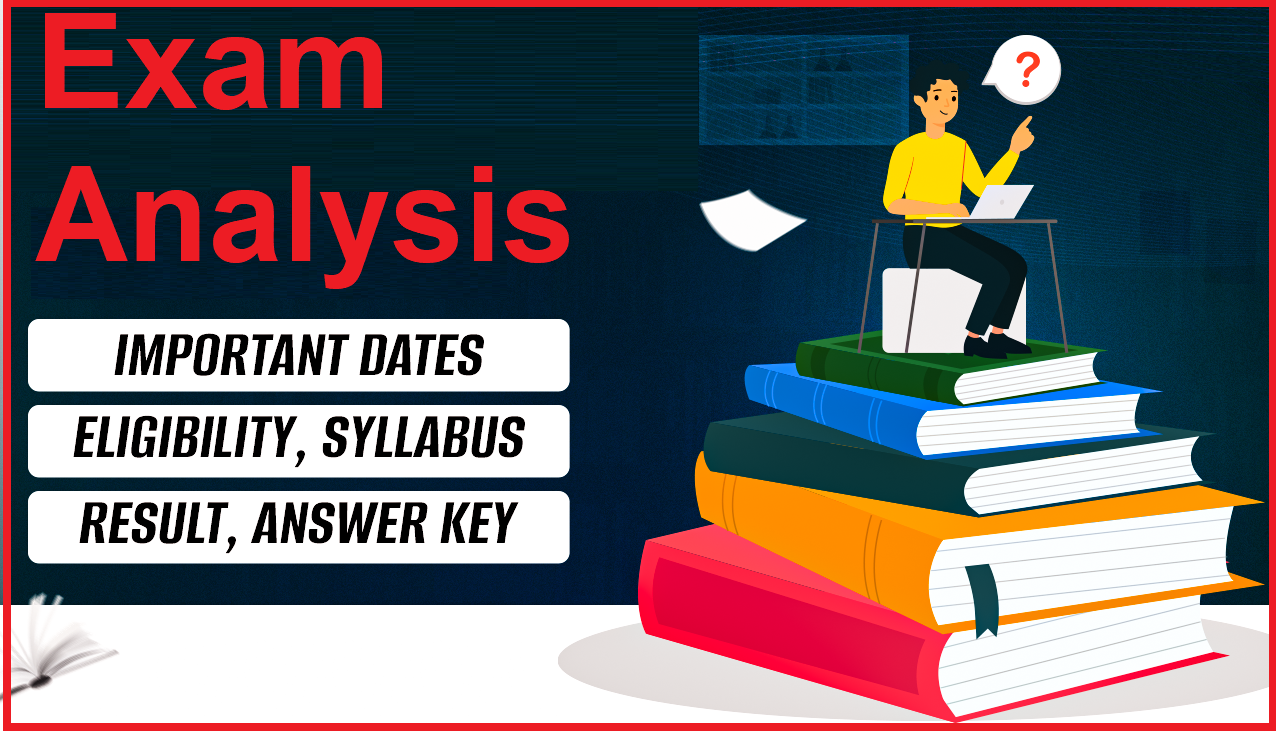 Exam
Analysis
?
IMPORTANT DATES
ELIGIBILITY, SYLLABUS
RESULT, ANSWER KEY